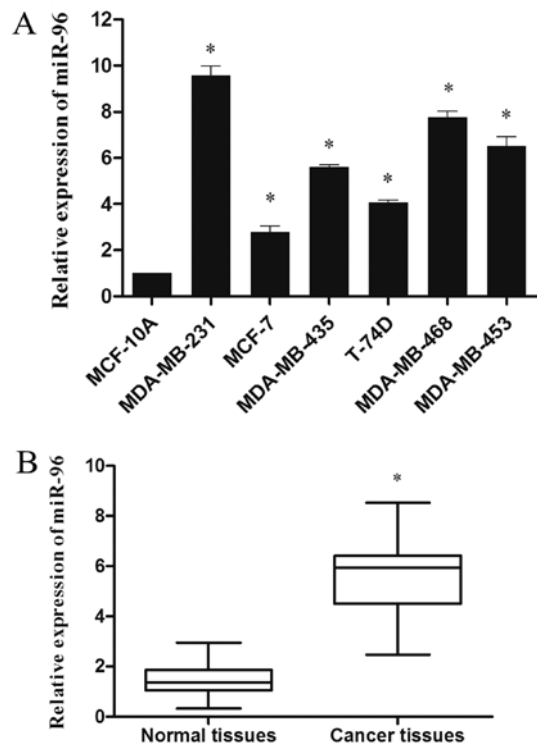 A
Relative expression of miR-96
12
10
8
6
4
2
0
*
*
*
*
*
*
MCF-10A
MDA-MB-231
MCF-7
MDA-MB-435
T-74D
MDA-MB-468
MDA-MB-453
B
Relative expression of miR-96
10
8
6
4
2
0
*
Normal tissues
Cancer tissues